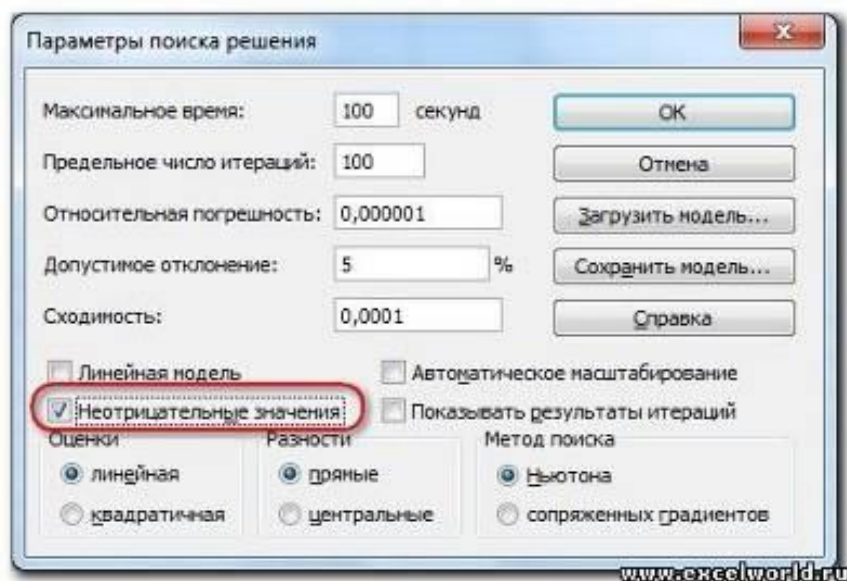 Параметры поиска решения
Максимальное время: 100 секунд
OK
Предельное число итераций: 100
Отмена
Относительная погрешность: 0,000001
Загрузить модель...
Допустимое отклонение: 5 %
Сохранить модель...
Сходимость: 0,0001
Справка
Линейная модель
Автоматическое масштабирование
Неотрицательные значения
Показывать результаты итераций
Оценки
линейная
квадратичная
Разности
прямые
центральные
Метод поиска
Ньютона
сопряженных градиентов
www.excelworld.ru